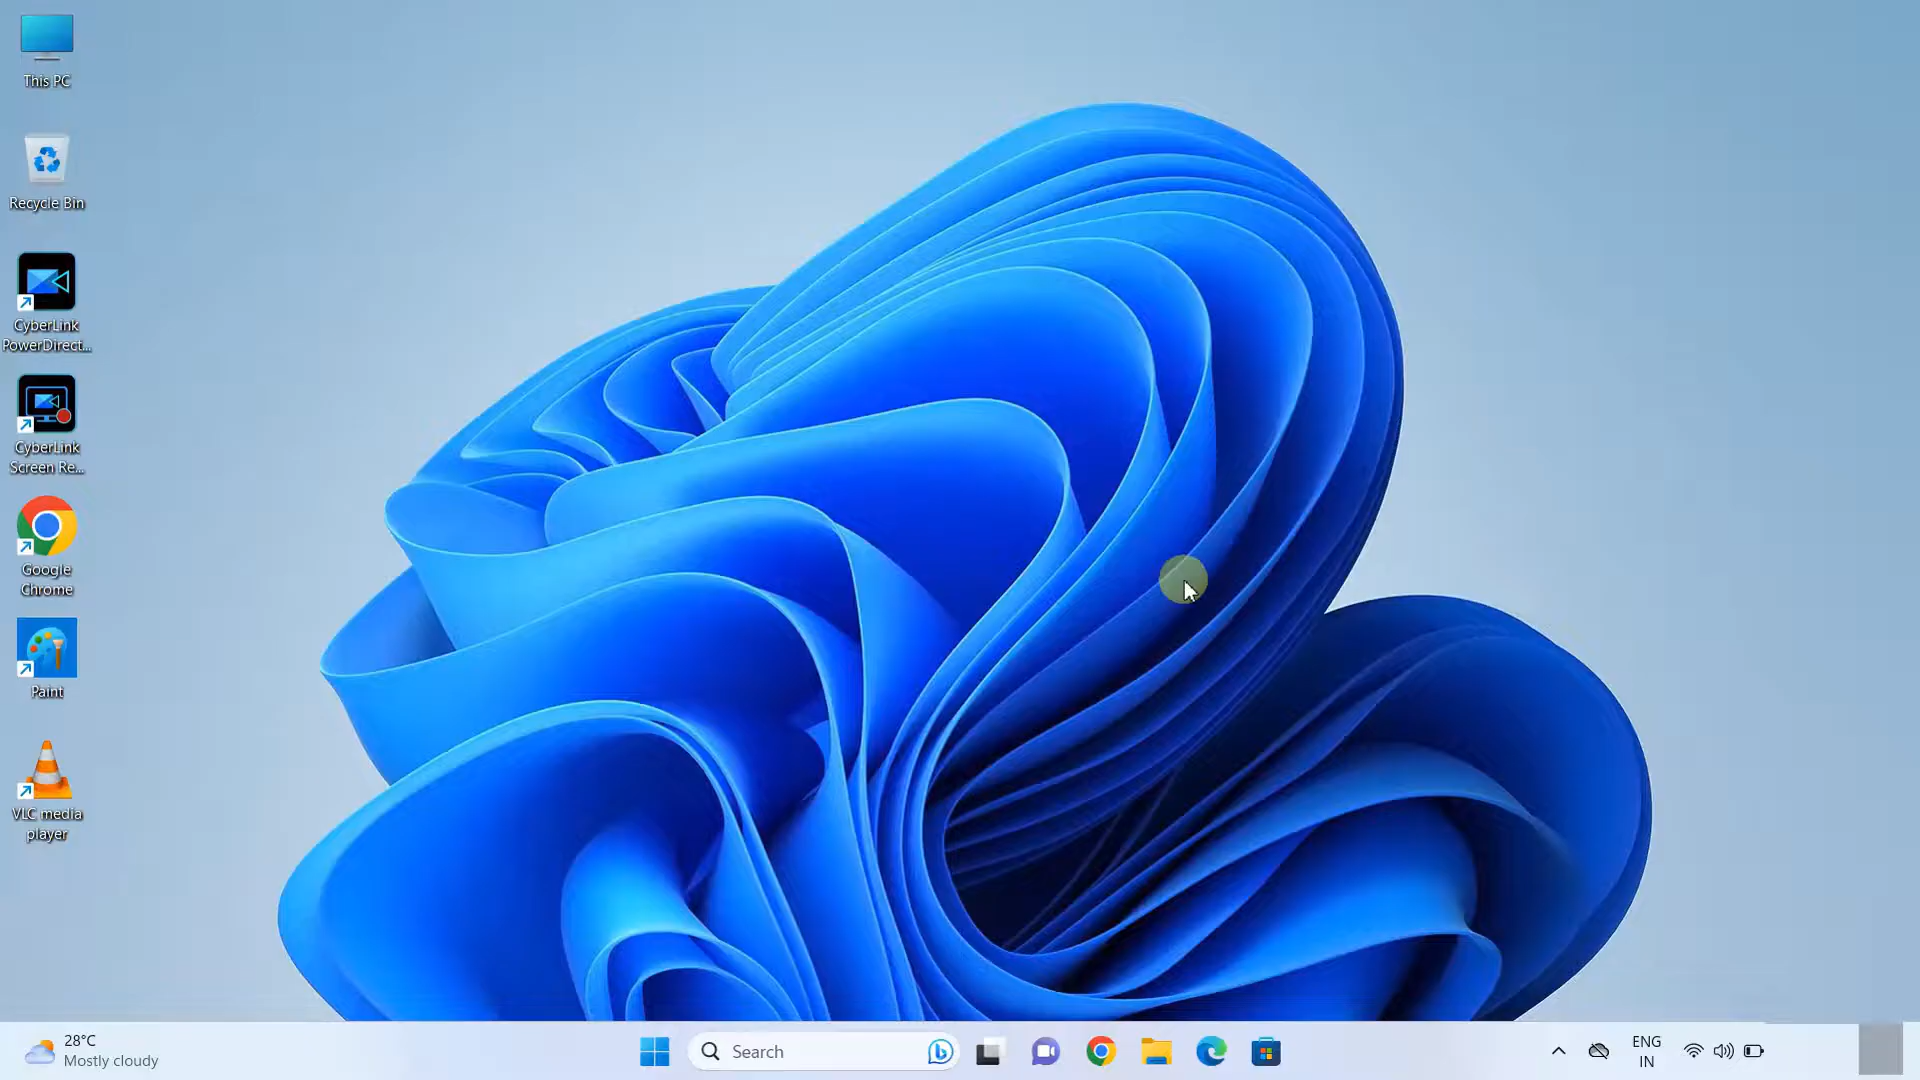 This PC
Recycle Bin
CyberLink
PowerDirect...
CyberLink
Screen Re...
Google
Chrome
Paint
VLC media
player
28°C
Mostly cloudy
Search
ENG
IN